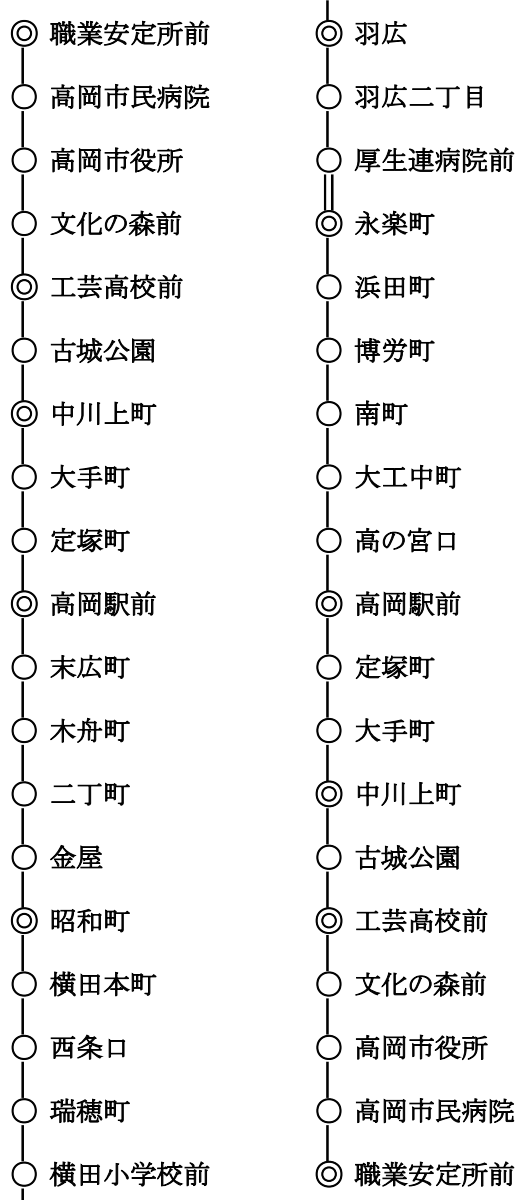 職業安定所前
高岡市民病院
高岡市役所
文化の森前
工芸高校前
古城公園
中川上町
大手町
定塚町
高岡駅前
末広町
木舟町
二丁町
金屋
昭和町
横田本町
西条口
瑞穂町
横田小学校前
羽広
羽広二丁目
厚生連病院前
永楽町
浜田町
博労町
南町
大工中町
高の宮口
高岡駅前
定塚町
大手町
中川上町
古城公園
工芸高校前
文化の森前
高岡市役所
高岡市民病院
職業安定所前